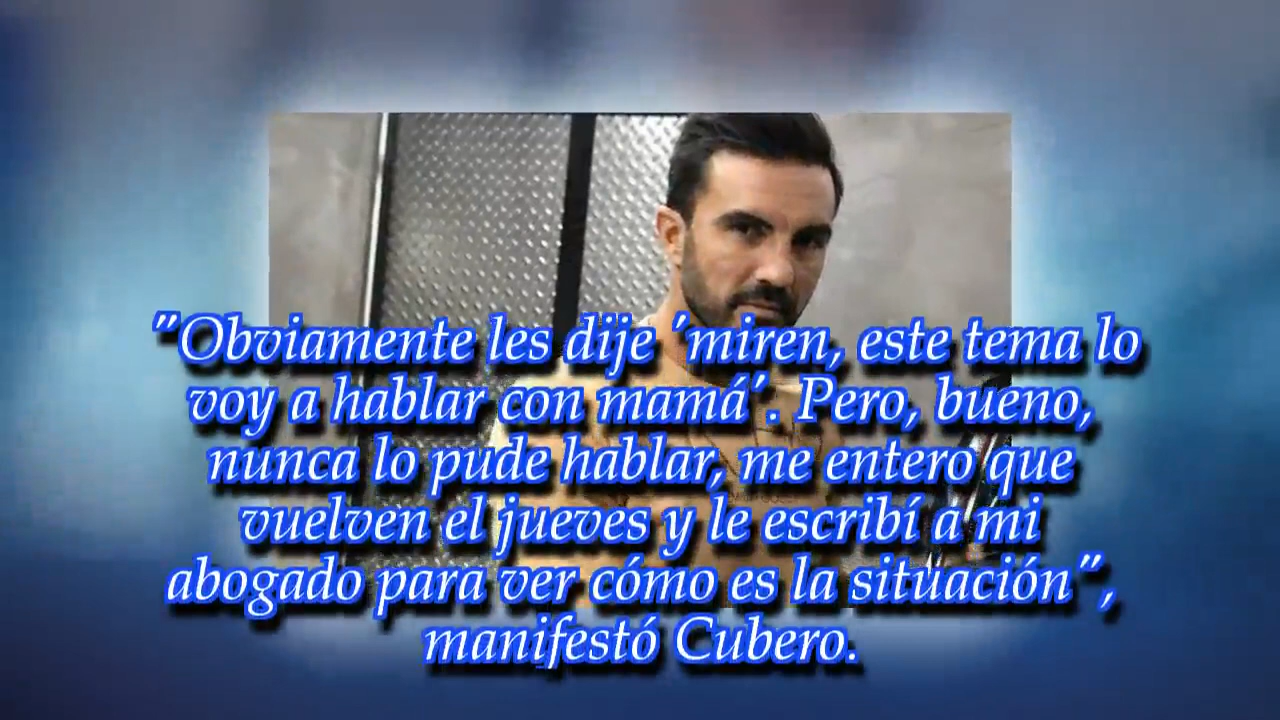 "Obviamente les dije 'miren, este tema lo
voy a hablar con mamá'. Pero, bueno,
nunca lo pude hablar, me entero que
vuelven el jueves y le escribí a mi
abogado para ver cómo es la situación",
manifestó Cubero.